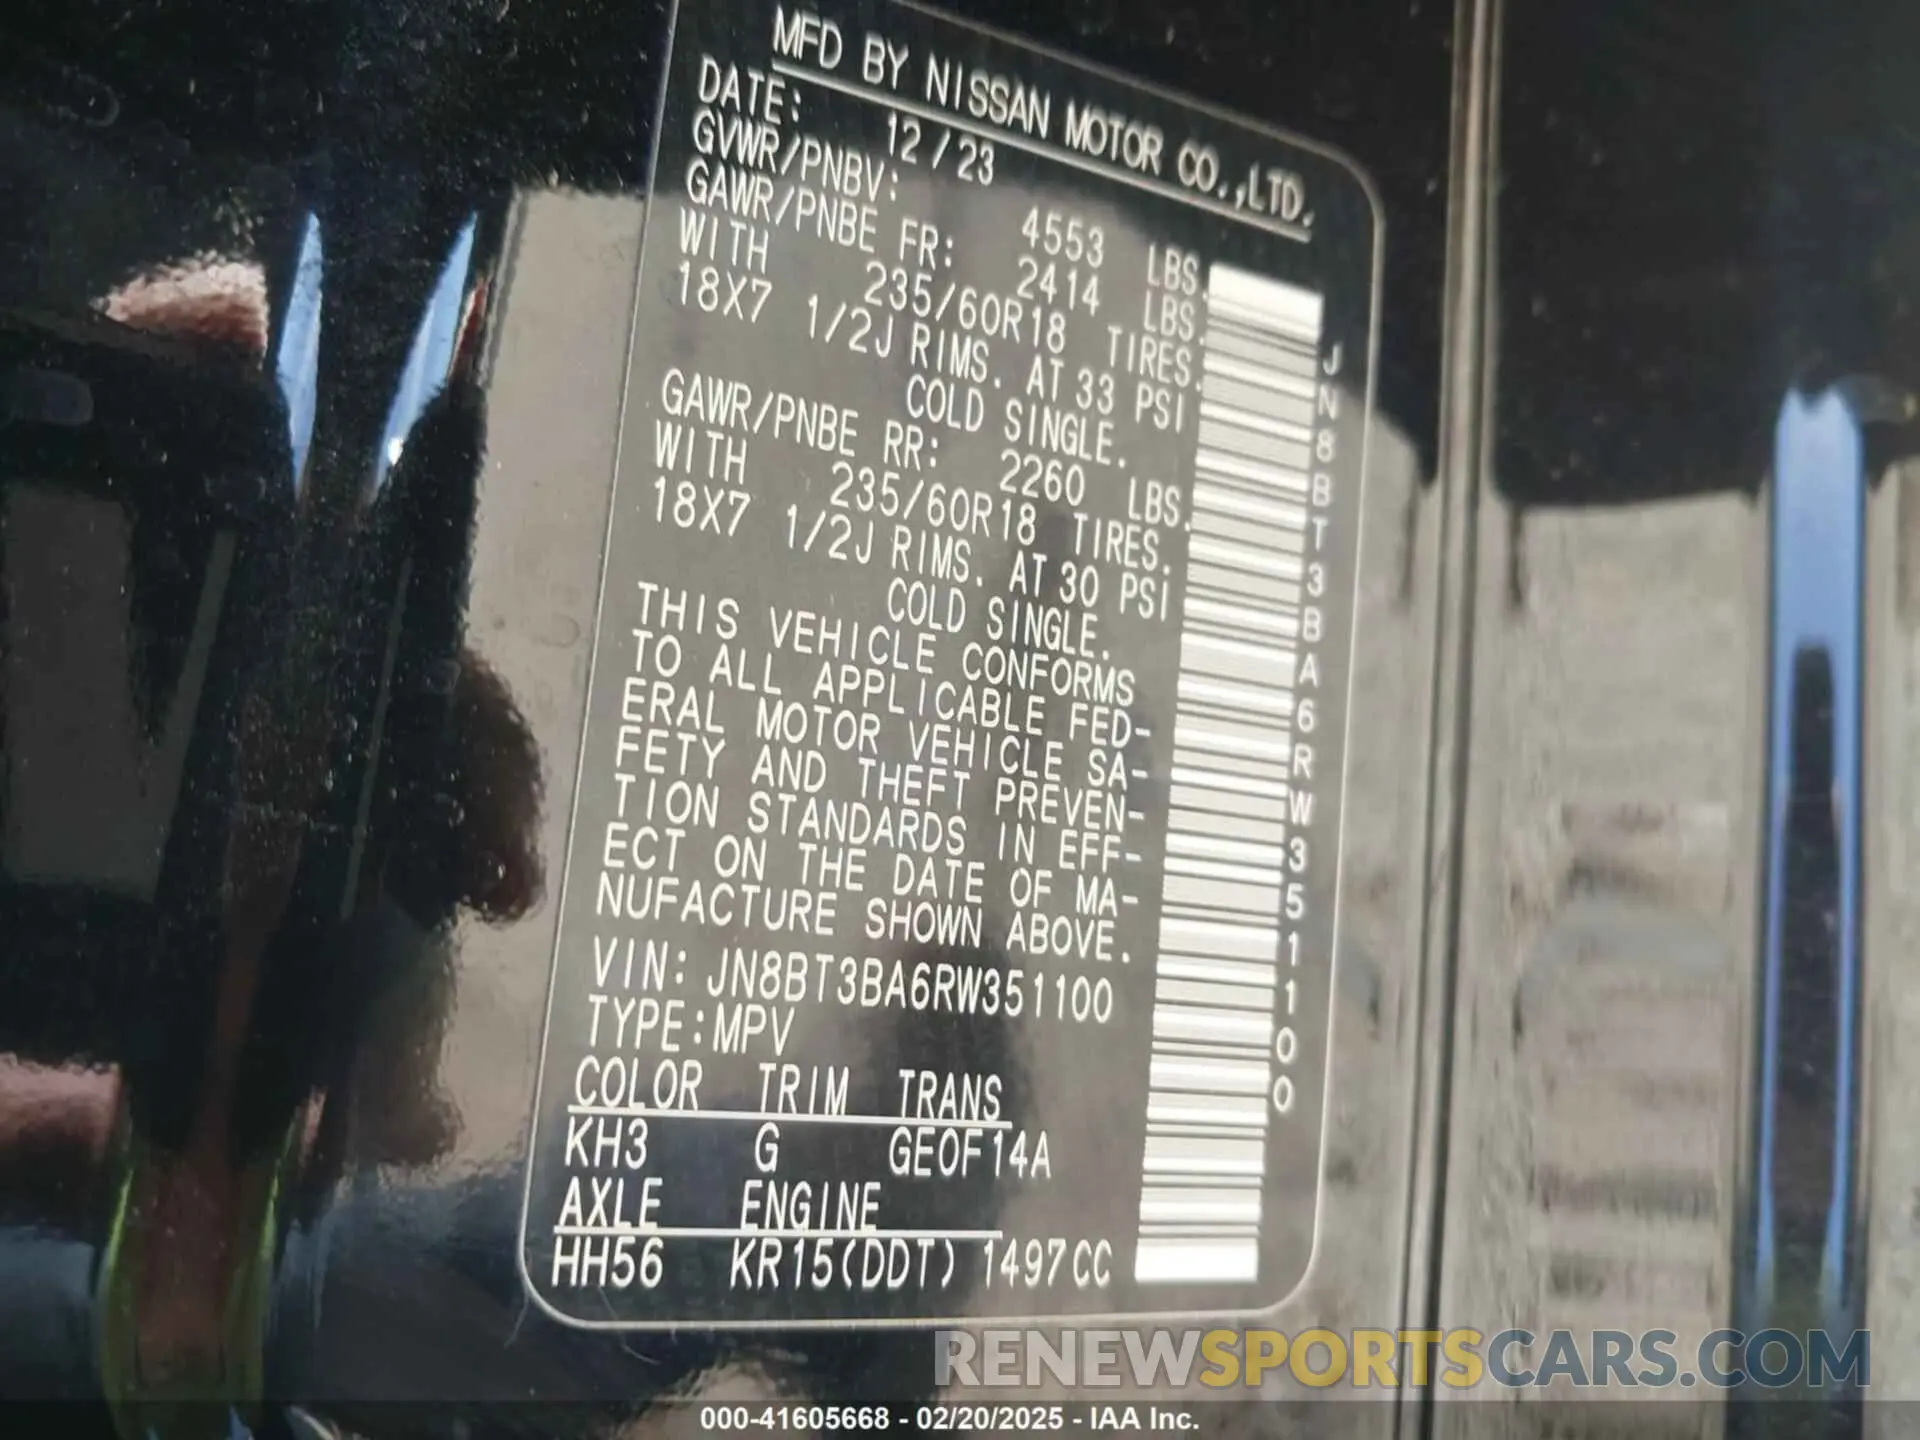 MFD BY NISSAN MOTOR CO.,LTD.
DATE: 12/23
GVWR/PNBV: 4553 LBS.
GAWR/PNBE FR: 2414 LBS.
WITH 235/60R18 TIRES.
18X7 1/2J RIMS. AT 33 PSI
COLD SINGLE.
GAWR/PNBE RR: 2260 LBS.
WITH 235/60R18 TIRES.
18X7 1/2J RIMS. AT 30 PSI
COLD SINGLE.
THIS VEHICLE CONFORMS
TO ALL APPLICABLE FED-
ERAL MOTOR VEHICLE SA-
FETY AND THEFT PREVEN-
TION STANDARDS IN EFF-
ECT ON THE DATE OF MA-
NUFACTURE SHOWN ABOVE.
VIN: JN8BT3BA6RW351100
TYPE:MPV
COLOR TRIM TRANS
KH3 G GE0F14A
AXLE ENGINE
HH56 KR15(DDT) 1497CC
JN8BT3BA6RW351100
RENEWSPORTSCARS.COM
000-41605668 - 02/20/2025 - IAA Inc.